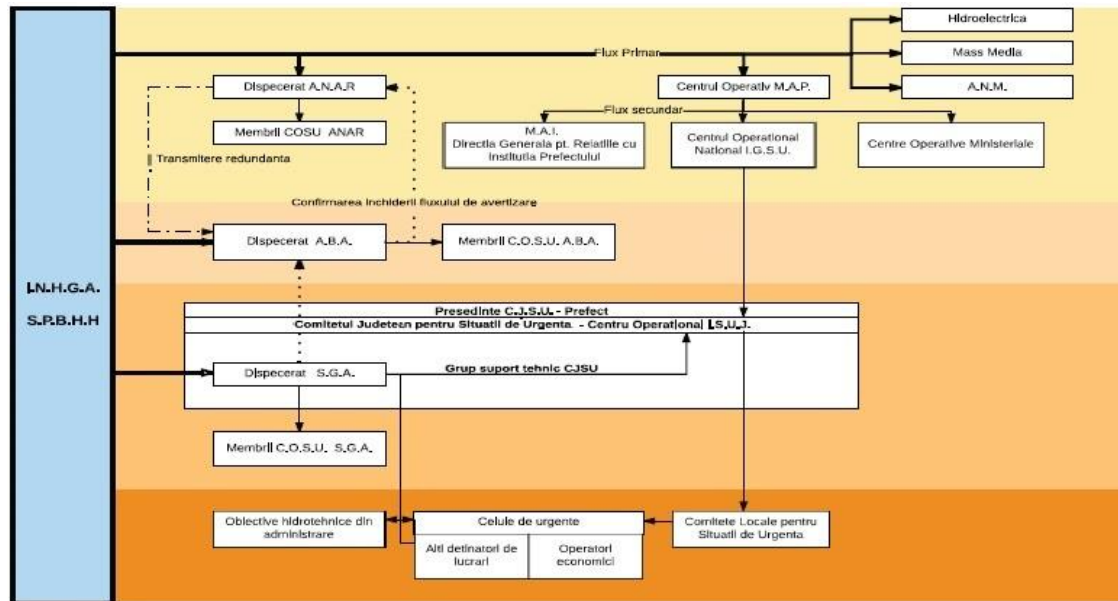 Hidroelectrica
Flux Primar
Mass Media
Dispecerat A.N.A.R
Centrul Operativ M.A.P.
A.N.M.
Flux secundar
Membrii COSU ANAR
M.A.I.
Directia Generala pt. Relatiile cu
Institutia Prefectului
Centrul Operational
National I.G.S.U.
Centre Operative Ministeriale
Transmitere redundanta
Confirmarea inchiderii fluxului de avertizare
Dispecerat A.B.A.
Membrii C.O.S.U. A.B.A.
I.N.H.G.A.
S.P.B.H.H
Presedinte C.J.S.U. - Prefect
Comitetul Judetean pentru Situatii de Urgenta - Centru Operational I.S.U.J.
Dispecerat S.G.A.
Grup suport tehnic CJSU
Membrii C.O.S.U. S.G.A.
Obiective hidrotehnice din
administrare
Celule de urgente
Comitete Locale pentru
Situatii de Urgenta
Alti detinatori de
lucrari
Operatori
economici